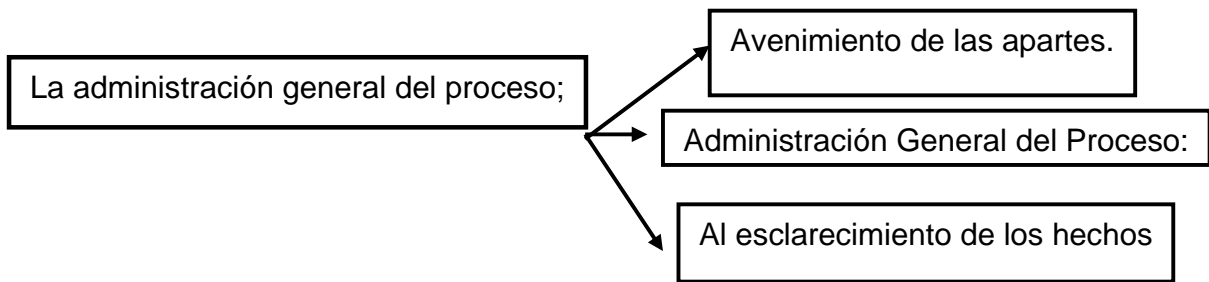 La administración general del proceso;
Avenimiento de las apartes.
Administración General del Proceso:
Al esclarecimiento de los hechos